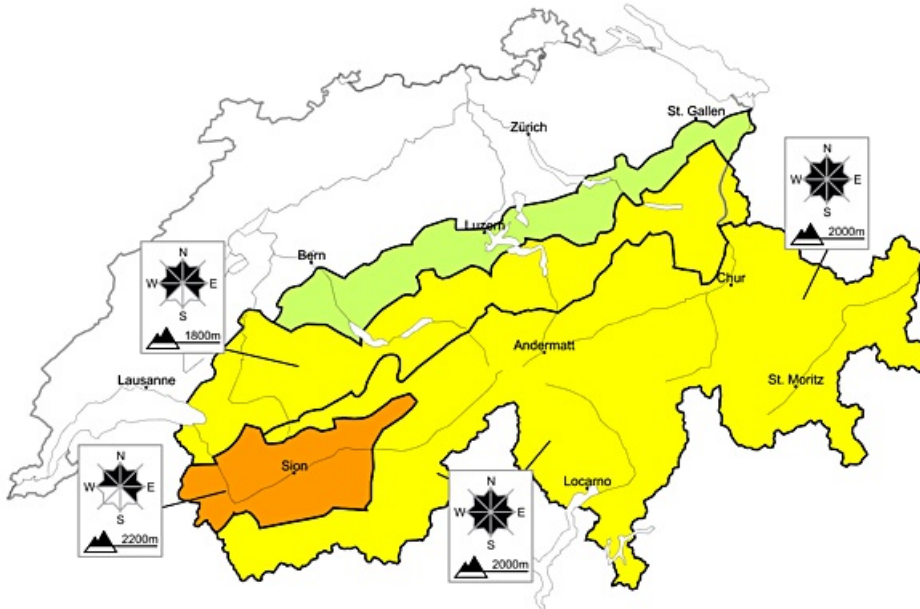 St. Gallen
Zürich
N
W E
S
2000m
Luzern
Bern
N
W E
S
1800m
Chur
Andermatt
Lausanne
St. Moritz
Sion
N
W E
S
2200m
Locarno
N
W E
S
2000m